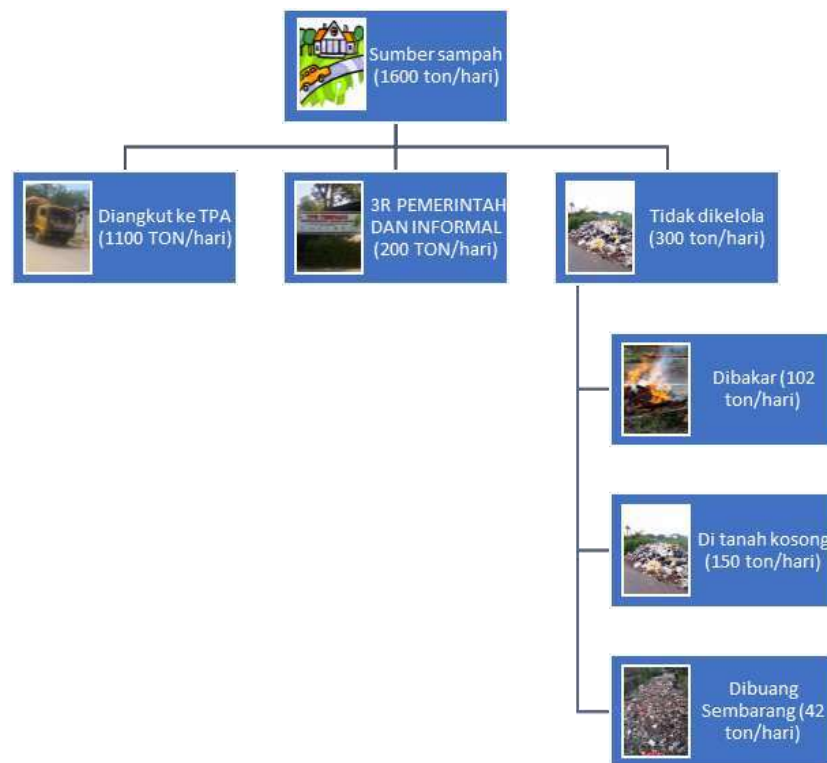 Sumber sampah
(1600 ton/hari)
Diangkut ke TPA
(1100 TON/hari)
3R PEMERINTAH
DAN INFORMAL
(200 TON/hari)
Tidak dikelola
(300 ton/hari)
Dibakar (102
ton/hari)
Di tanah kosong
(150 ton/hari)
Dibuang
Sembarang (42
ton/hari)